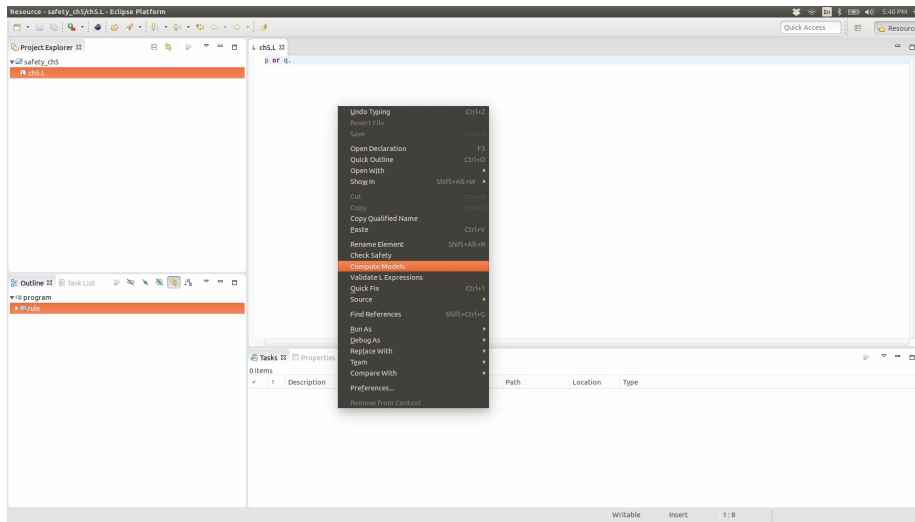 Resource - safety_ch5/ch5.L - Eclipse Platform
En 5:40 PM
Quick Access Resource
Project Explorer
safety_ch5
ch5.L
ch5.L
p or q.
Undo Typing Ctrl+Z
Revert File
Save Ctrl+S
Open Declaration F3
Quick Outline Ctrl+O
Open With
Show In Shift+Alt+W
Cut Ctrl+X
Copy Ctrl+C
Copy Qualified Name
Paste Ctrl+V
Rename Element Shift+Alt+R
Check Safety
Compute Models
Validate L Expressions
Quick Fix Ctrl+1
Source
Find References Shift+Ctrl+G
Run As
Debug As
Replace With
Team
Compare With
Preferences...
Remove from Context
Outline Task List
program
rule
Tasks Properties
0 items
! Description Path Location Type
Writable Insert 1 : 8